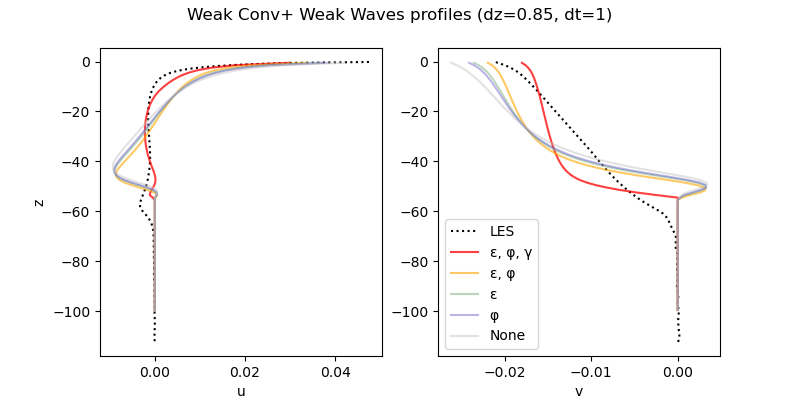 Weak Conv+ Weak Waves profiles (dz=0.85, dt=1)
0
−20
−40
−60
−80
−100
z
0.00 0.02 0.04
u
0
−20
−40
−60
−80
−100
LES
ε, φ, γ
ε, φ
ε
φ
None
−0.02 −0.01 0.00
v